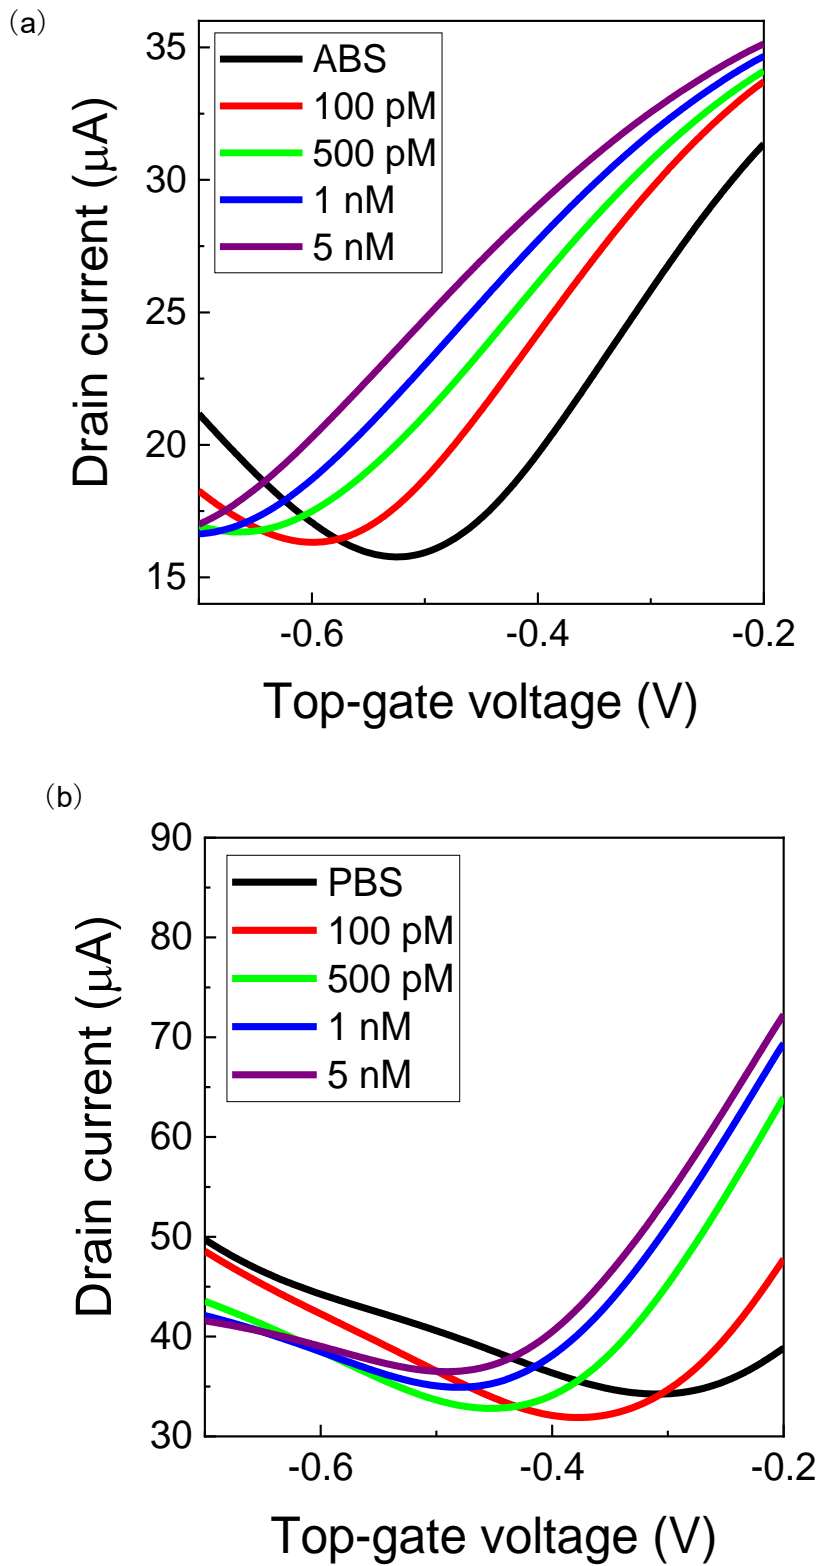 （a）
35
30
25
20
15
Drain current (μA)
ABS
100 pM
500 pM
1 nM
5 nM
-0.6 -0.4 -0.2
Top-gate voltage (V)
（b）
90
80
70
60
50
40
30
Drain current (μA)
PBS
100 pM
500 pM
1 nM
5 nM
-0.6 -0.4 -0.2
Top-gate voltage (V)